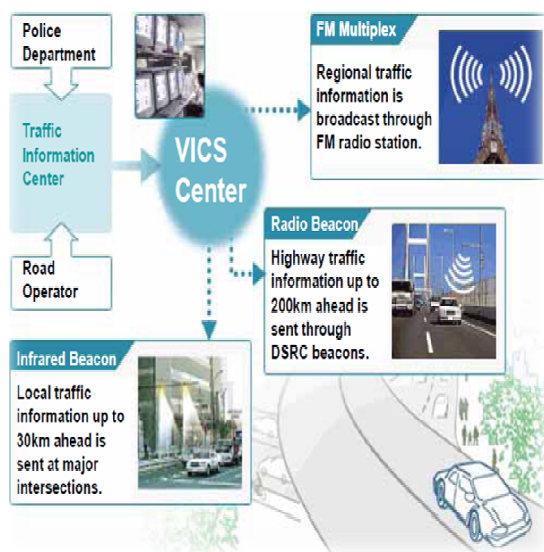 Police
Department
Traffic
Information
Center
Road
Operator
VICS
Center
FM Multiplex
Regional traffic
information is
broadcast through
FM radio station.
Radio Beacon
Highway traffic
information up to
200km ahead is
sent through
DSRC beacons.
Infrared Beacon
Local traffic
information up to
30km ahead is
sent at major
intersections.